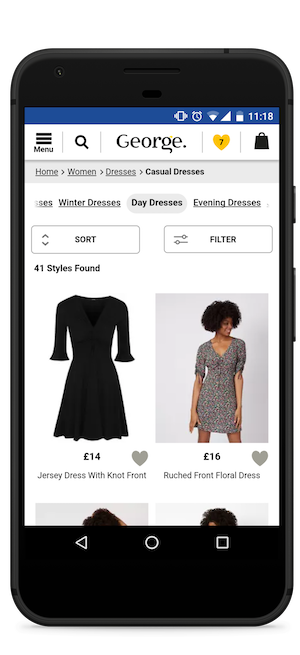 11:18
Menu
George.
7
Home > Women > Dresses > Casual Dresses
sses Winter Dresses Day Dresses Evening Dresses
SORT FILTER
41 Styles Found
£14 £16
Jersey Dress With Knot Front Ruched Front Floral Dress